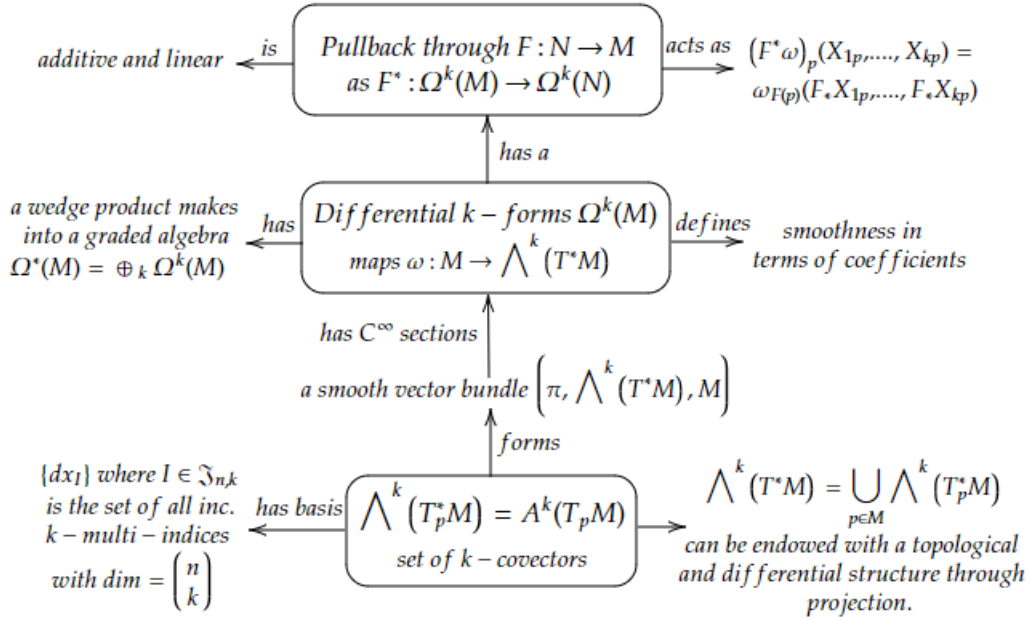 Pullback through F : N → M
as F* : Ω^k(M) → Ω^k(N)
is
additive and linear
acts as
(F*ω)_p(X_{1p},...., X_{kp}) =
ω_{F(p)}(F_*X_{1p},...., F_*X_{kp})
has a
Differential k − forms Ω^k(M)
maps ω : M → ⋀^k(T*M)
has
a wedge product makes
into a graded algebra
Ω*(M) = ⊕_k Ω^k(M)
defines
smoothness in
terms of coefficients
has C^∞ sections
a smooth vector bundle (π, ⋀^k(T*M), M)
forms
⋀^k(T_p^*M) = A^k(T_pM)
set of k − covectors
has basis
{dx_I} where I ∈ ℑ_{n,k}
is the set of all inc.
k − multi − indices
with dim = (n k)
⋀^k(T*M) = ⋃_{p∈M} ⋀^k(T_p^*M)
can be endowed with a topological
and differential structure through
projection.